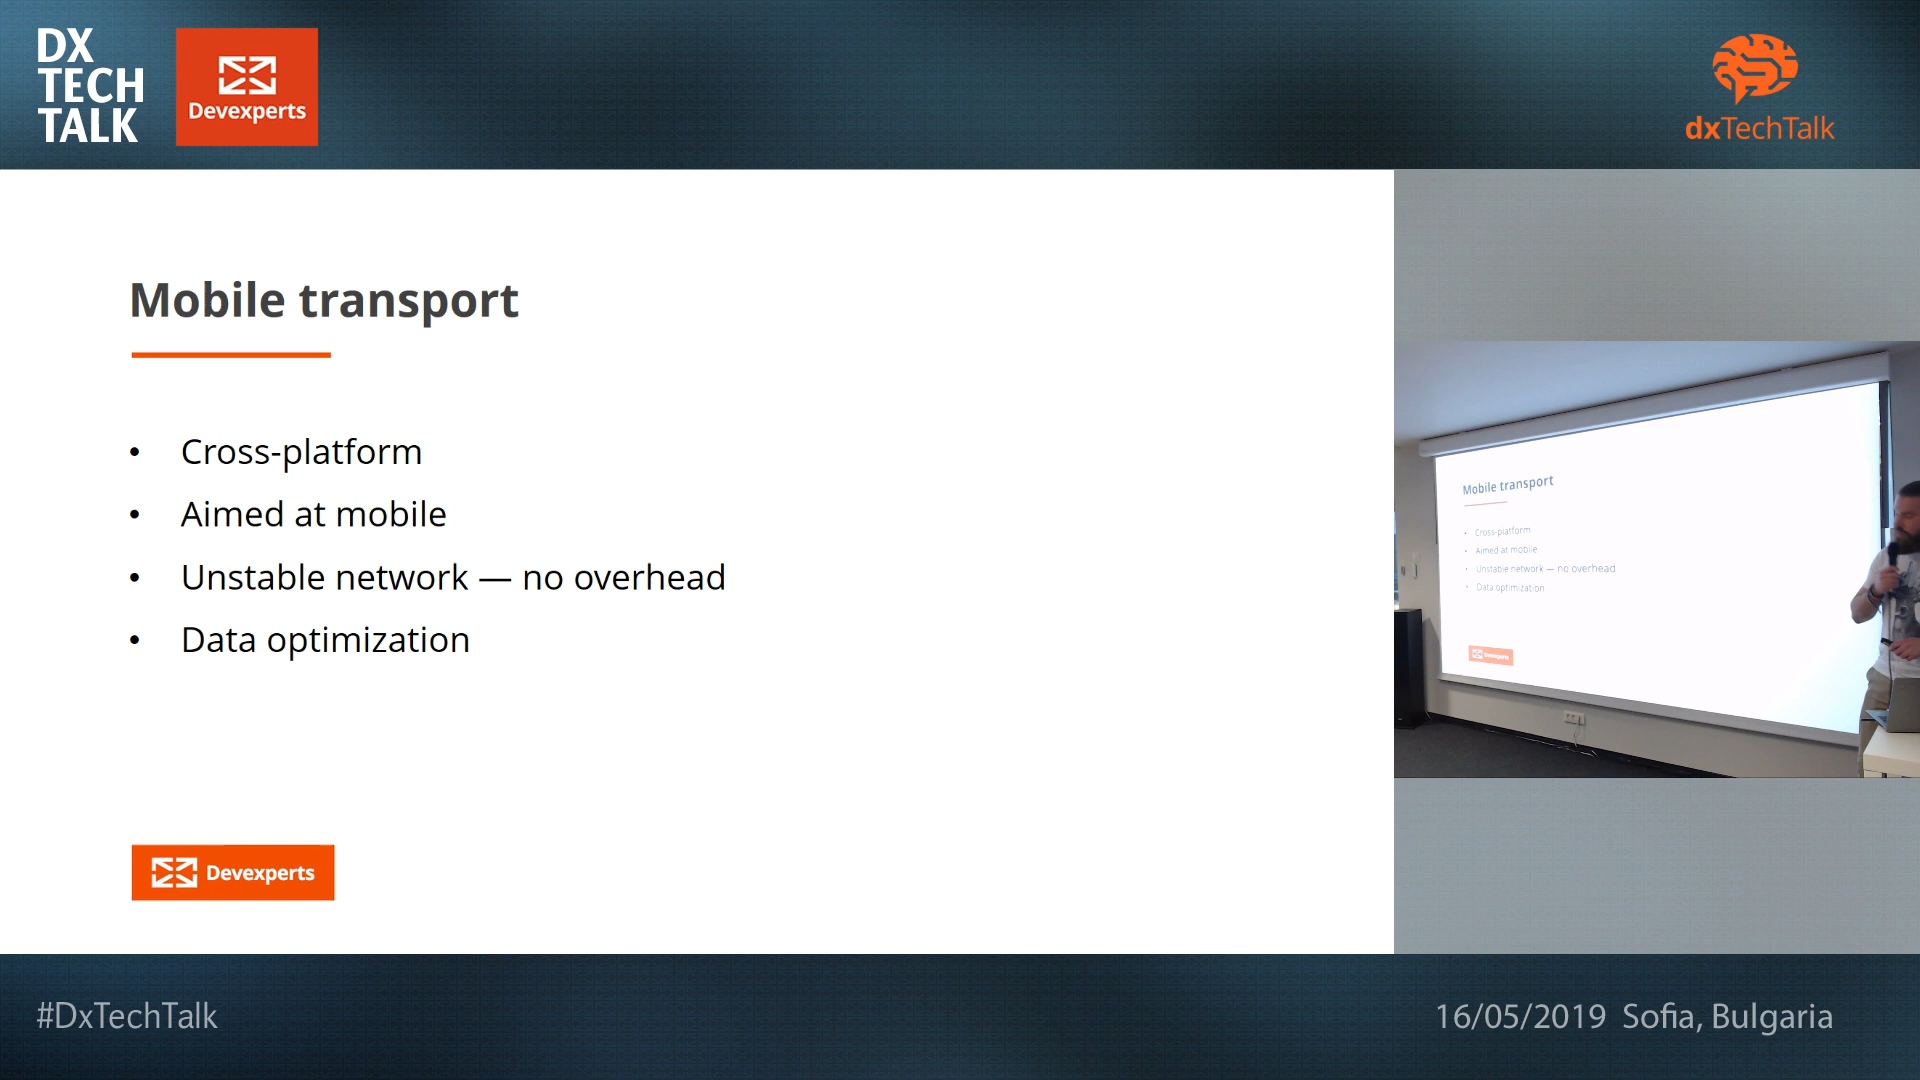 DX
TECH
TALK
Devexperts
dxTechTalk
Mobile transport
• Cross-platform
• Aimed at mobile
• Unstable network — no overhead
• Data optimization
Devexperts
Mobile transport
• Cross-platform
• Aimed at mobile
• Unstable network — no overhead
• Data optimization
Devexperts
#DxTechTalk
16/05/2019 Sofia, Bulgaria